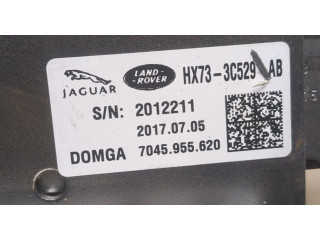 JAGUAR
LAND-
ROVER
HX73-3C529 AB
S/N: 2012211
2017.07.05
DOMGA 7045.955.620